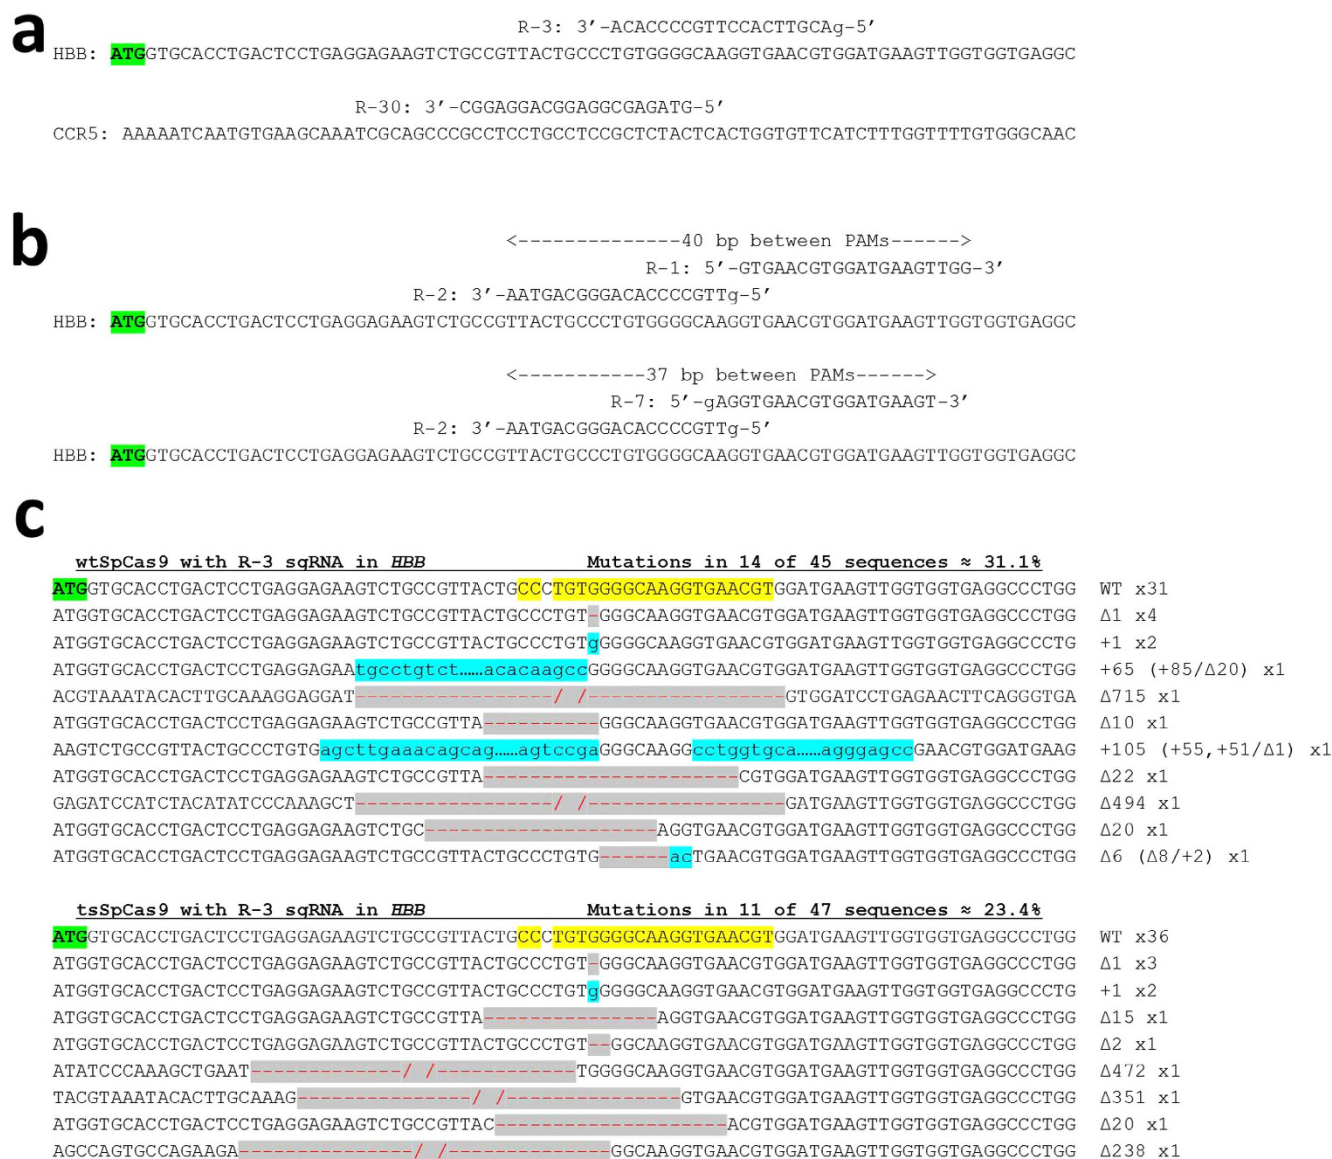 a
R-3: 3’-ACACCCCGTTCCACTTGCAg-5’
HBB: ATGGTGCACCTGACTCCTGAGGAGAAGTCTGCCGTTACTGCCCTGTGGGGCAAGGTGAACGTGGATGAAGTTGGTGGTGAGGC
R-30: 3’-CGGAGGACGGAGGCGAGATG-5’
CCR5: AAAAATCAATGTGAAGCAAATCGCAGCCCGCCTCCTGCCTCCGCTCTACTCACTGGTGTTCATCTTTGGTTTTGTGGGCAAC
b
<--------------40 bp between PAMs------>
R-1: 5’-GTGAACGTGGATGAAGTTGG-3’
R-2: 3’-AATGACGGGACACCCCGTTg-5’
HBB: ATGGTGCACCTGACTCCTGAGGAGAAGTCTGCCGTTACTGCCCTGTGGGGCAAGGTGAACGTGGATGAAGTTGGTGGTGAGGC
<-----------37 bp between PAMs------>
R-7: 5’-gAGGTGAACGTGGATGAAGT-3’
R-2: 3’-AATGACGGGACACCCCGTTg-5’
HBB: ATGGTGCACCTGACTCCTGAGGAGAAGTCTGCCGTTACTGCCCTGTGGGGCAAGGTGAACGTGGATGAAGTTGGTGGTGAGGC
c
wtSpCas9 with R-3 sgRNA in HBB Mutations in 14 of 45 sequences ≈ 31.1%
ATGGTGCACCTGACTCCTGAGGAGAAGTCTGCCGTTACTGCCCTGTGGGGCAAGGTGAACGTGGATGAAGTTGGTGGTGAGGCCCTGG WT x31
ATGGTGCACCTGACTCCTGAGGAGAAGTCTGCCGTTACTGCCCTGT-GGGCAAGGTGAACGTGGATGAAGTTGGTGGTGAGGCCCTGG Δ1 x4
ATGGTGCACCTGACTCCTGAGGAGAAGTCTGCCGTTACTGCCCTGTgGGGGCAAGGTGAACGTGGATGAAGTTGGTGGTGAGGCCCTG +1 x2
ATGGTGCACCTGACTCCTGAGGAGAAtgcctgtct……acacaagccGGGGCAAGGTGAACGTGGATGAAGTTGGTGGTGAGGCCCTGG +65 (+85/Δ20) x1
ACGTAAATACACTTGCAAAGGAGGAT-----------------/ /-----------------GTGGATCCTGAGAACTTCAGGGTGA Δ715 x1
ATGGTGCACCTGACTCCTGAGGAGAAGTCTGCCGTTA----------GGGCAAGGTGAACGTGGATGAAGTTGGTGGTGAGGCCCTGG Δ10 x1
AAGTCTGCCGTTACTGCCCTGTGagcttgaaacagcag……agtccgaGGGCAAGGcctggtgca……agggagccGAACGTGGATGAAG +105 (+55,+51/Δ1) x1
ATGGTGCACCTGACTCCTGAGGAGAAGTCTGCCGTTA----------------------CGTGGATGAAGTTGGTGGTGAGGCCCTGG Δ22 x1
GAGATCCATCTACATATCCCAAAGCT-----------------/ /-----------------GATGAAGTTGGTGGTGAGGCCCTGG Δ494 x1
ATGGTGCACCTGACTCCTGAGGAGAAGTCTGC--------------------AGGTGAACGTGGATGAAGTTGGTGGTGAGGCCCTGG Δ20 x1
ATGGTGCACCTGACTCCTGAGGAGAAGTCTGCCGTTACTGCCCTGTG------acTGAACGTGGATGAAGTTGGTGGTGAGGCCCTGG Δ6 (Δ8/+2) x1
tsSpCas9 with R-3 sgRNA in HBB Mutations in 11 of 47 sequences ≈ 23.4%
ATGGTGCACCTGACTCCTGAGGAGAAGTCTGCCGTTACTGCCCTGTGGGGCAAGGTGAACGTGGATGAAGTTGGTGGTGAGGCCCTGG WT x36
ATGGTGCACCTGACTCCTGAGGAGAAGTCTGCCGTTACTGCCCTGT-GGGCAAGGTGAACGTGGATGAAGTTGGTGGTGAGGCCCTGG Δ1 x3
ATGGTGCACCTGACTCCTGAGGAGAAGTCTGCCGTTACTGCCCTGTgGGGGCAAGGTGAACGTGGATGAAGTTGGTGGTGAGGCCCTG +1 x2
ATGGTGCACCTGACTCCTGAGGAGAAGTCTGCCGTTA---------------AGGTGAACGTGGATGAAGTTGGTGGTGAGGCCCTGG Δ15 x1
ATGGTGCACCTGACTCCTGAGGAGAAGTCTGCCGTTACTGCCCTGT--GGCAAGGTGAACGTGGATGAAGTTGGTGGTGAGGCCCTGG Δ2 x1
ATATCCCAAAGCTGAAT-------------/ /------------TGGGGCAAGGTGAACGTGGATGAAGTTGGTGGTGAGGCCCTGG Δ472 x1
TACGTAAATACACTTGCAAAG---------------/ /---------------GTGAACGTGGATGAAGTTGGTGGTGAGGCCCTGG Δ351 x1
ATGGTGCACCTGACTCCTGAGGAGAAGTCTGCCGTTAC--------------------ACGTGGATGAAGTTGGTGGTGAGGCCCTGG Δ20 x1
AGCCAGTGCCAGAAGA---------------/ /--------------GGCAAGGTGAACGTGGATGAAGTTGGTGGTGAGGCCCTGG Δ238 x1